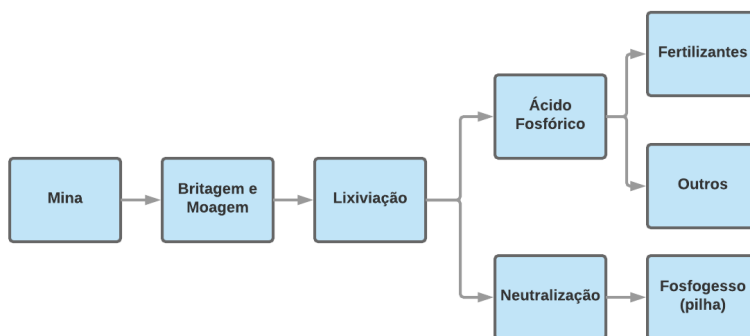 Mina
Britagem e
Moagem
Lixiviação
Ácido
Fosfórico
Fertilizantes
Outros
Neutralização
Fosfogesso
(pilha)